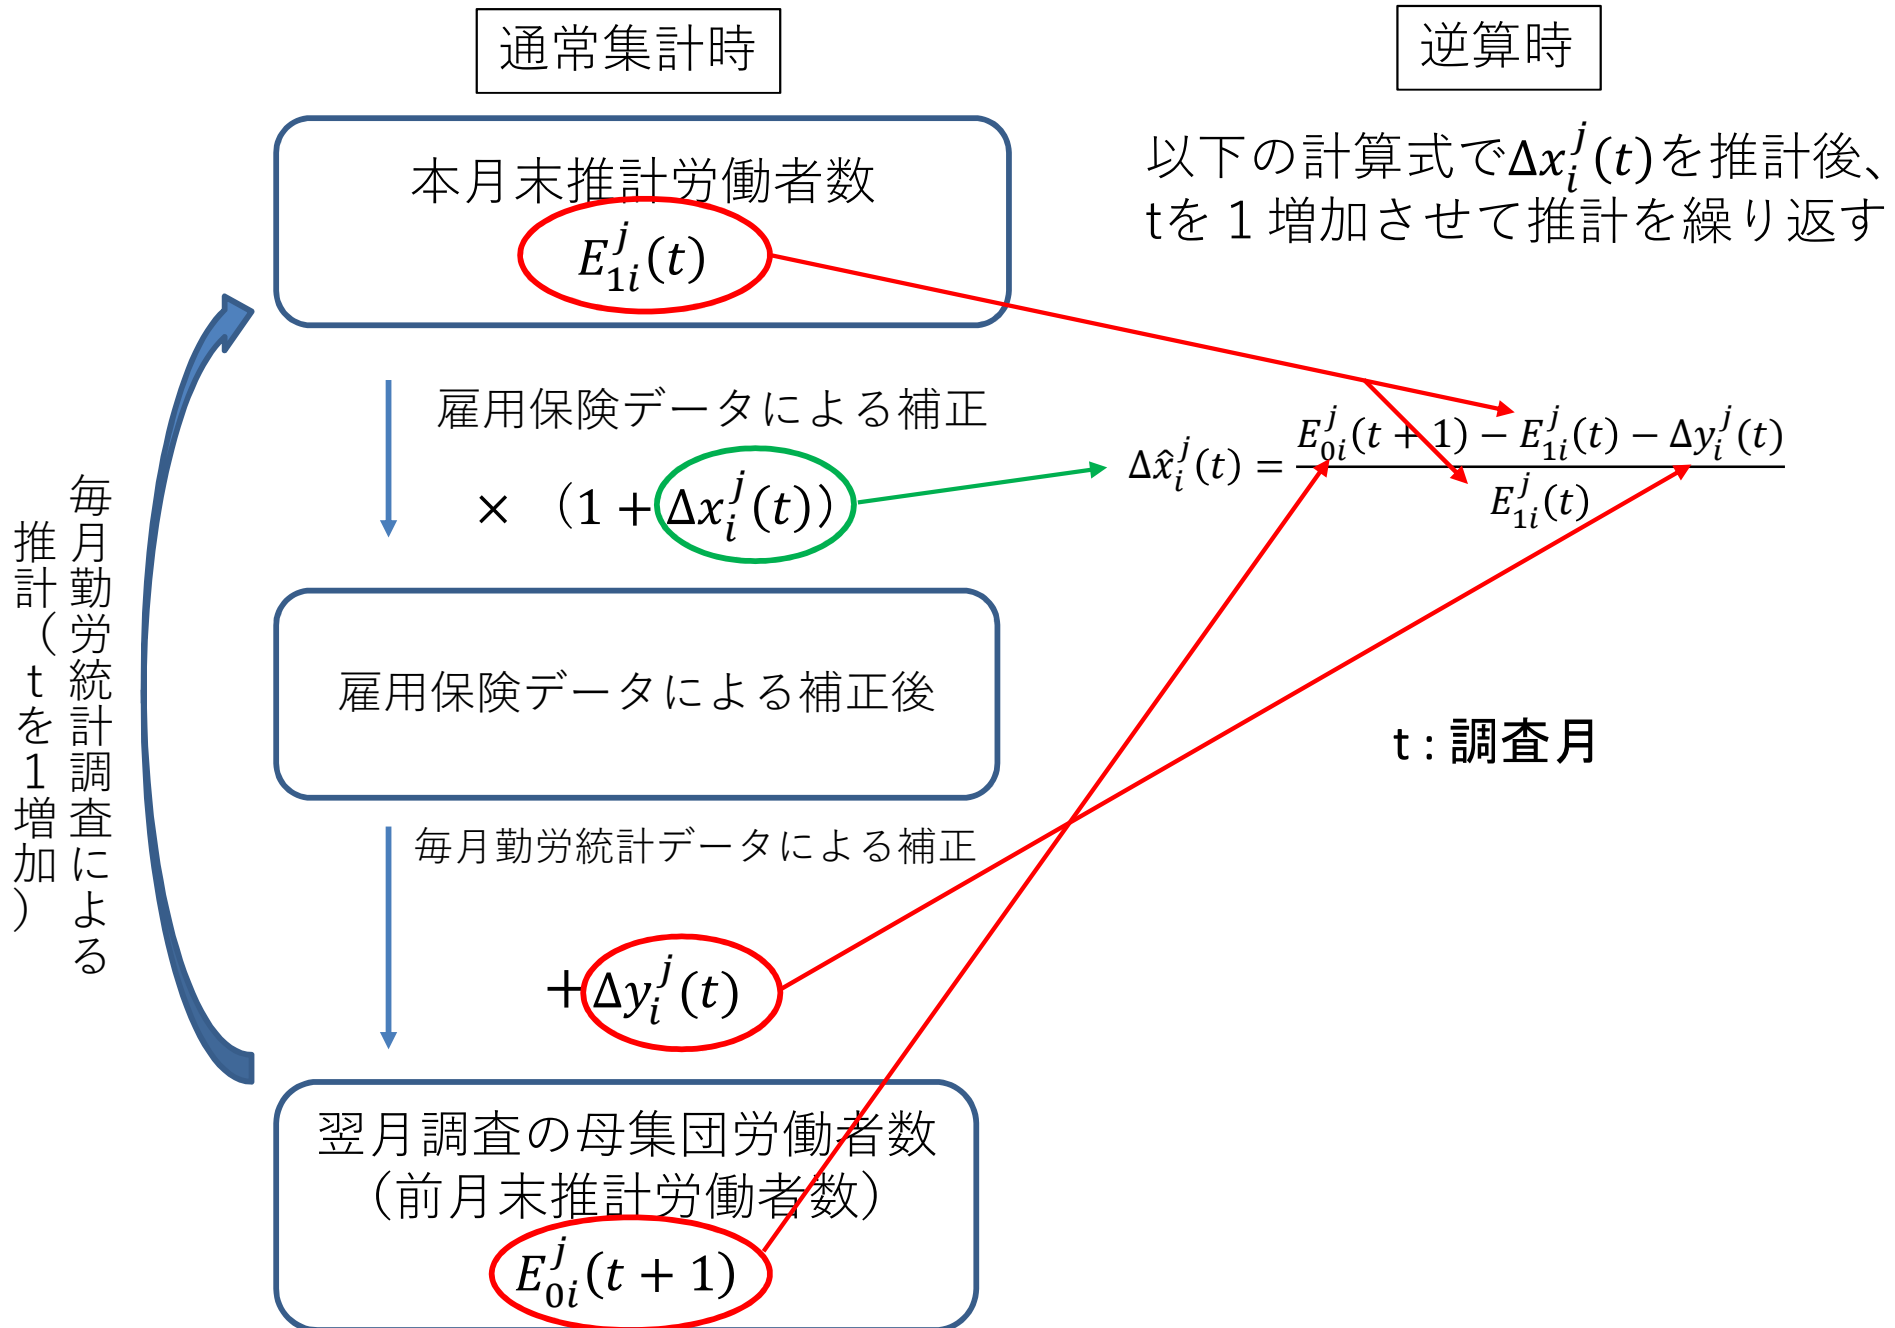 通常集計時
本月末推計労働者数
E_{1i}^{j}(t)
雇用保険データによる補正
×（1 + Δx_{i}^{j}(t)）
雇用保険データによる補正後
毎月勤労統計データによる補正
+Δy_{i}^{j}(t)
翌月調査の母集団労働者数
（前月末推計労働者数）
E_{0i}^{j}(t + 1)
毎月勤労統計調査による
推計（ｔを１増加）
逆算時
以下の計算式でΔx_{i}^{j}(t)を推計後、
tを１増加させて推計を繰り返す
Δx̂_{i}^{j}(t) = \frac{E_{0i}^{j}(t + 1) − E_{1i}^{j}(t) − Δy_{i}^{j}(t)}{E_{1i}^{j}(t)}
t : 調査月